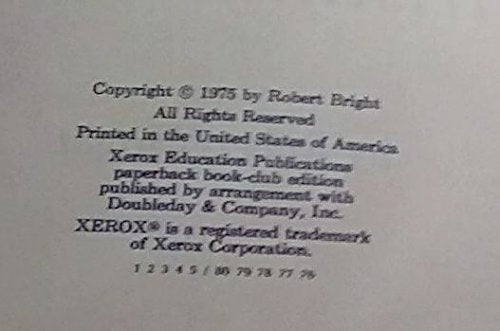 Copyright © 1975 by Robert Bright
All Rights Reserved
Printed in the United States of America
Xerox Education Publications
paperback book-club edition
published by arrangement with
Doubleday & Company, Inc.
XEROX® is a registered trademark
of Xerox Corporation.
1 2 3 4 5 / 80 79 78 77 76